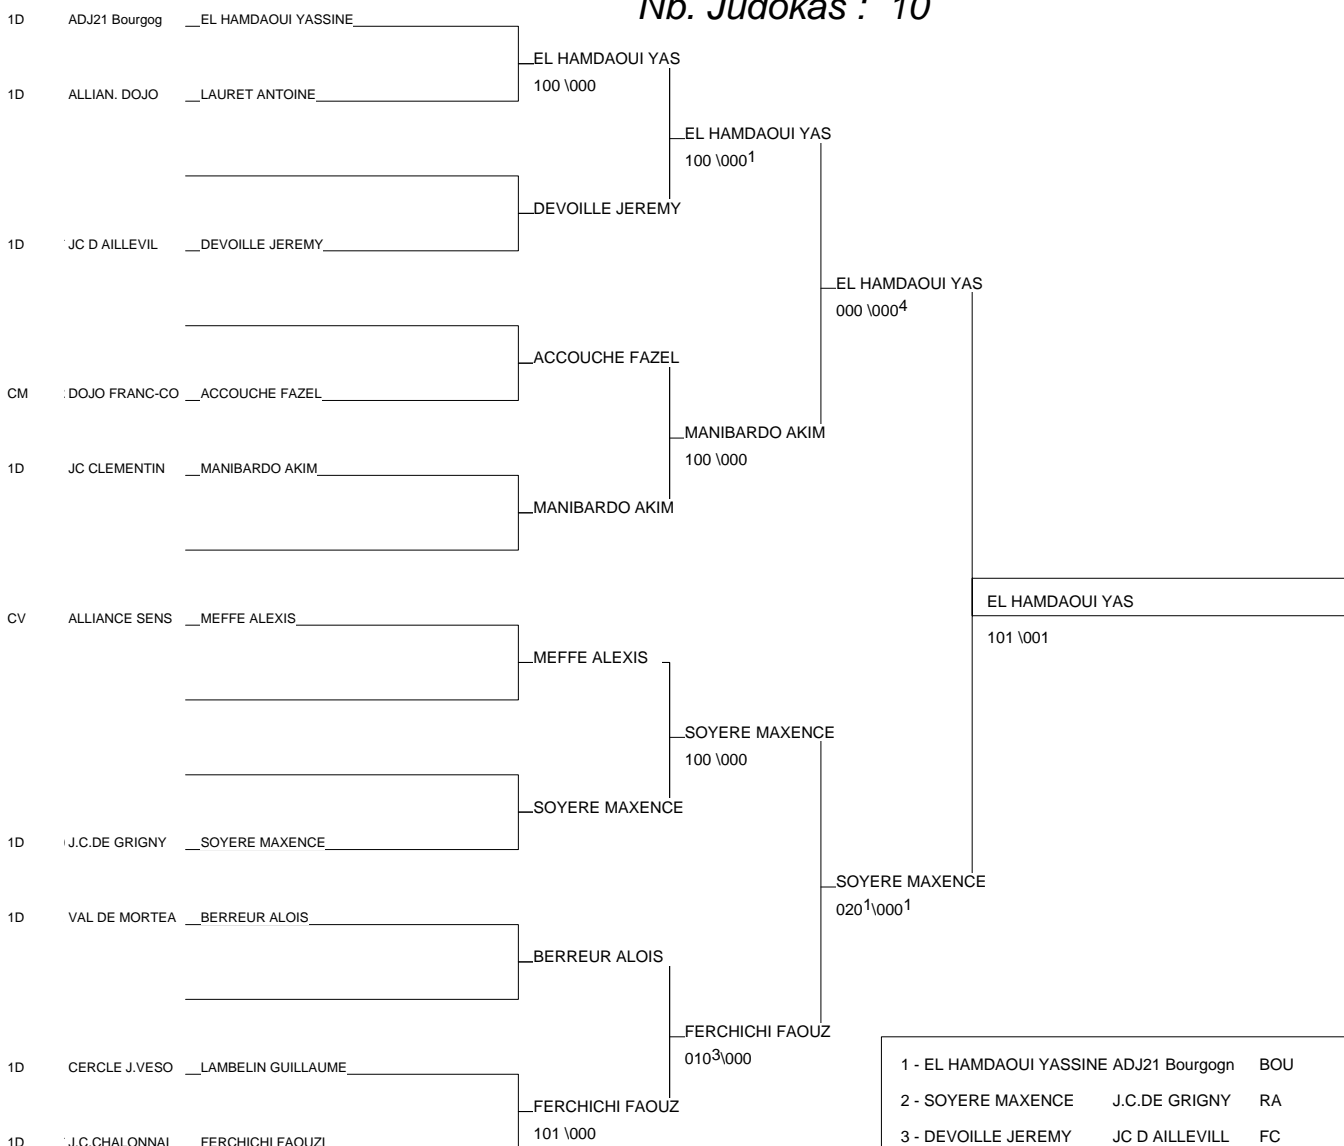 Nb. Judokas : 10
1D ADJ21 Bourgog EL HAMDAOUI YASSINE
EL HAMDAOUI YAS
100 \000
1D ALLIAN. DOJO LAURET ANTOINE
EL HAMDAOUI YAS
100 \000¹
DEVOILLE JEREMY
1D JC D AILLEVIL DEVOILLE JEREMY
EL HAMDAOUI YAS
000 \000⁴
ACCOUCHE FAZEL
CM DOJO FRANC-CO ACCOUCHE FAZEL
MANIBARDO AKIM
100 \000
1D JC CLEMENTIN MANIBARDO AKIM
MANIBARDO AKIM
EL HAMDAOUI YAS
101 \001
CV ALLIANCE SENS MEFFE ALEXIS
MEFFE ALEXIS
SOYERE MAXENCE
100 \000
SOYERE MAXENCE
1D J.C.DE GRIGNY SOYERE MAXENCE
SOYERE MAXENCE
020¹\000¹
1D VAL DE MORTEA BERREUR ALOIS
BERREUR ALOIS
FERCHICHI FAOUZ
010³\000
1D CERCLE J.VESO LAMBELIN GUILLAUME
FERCHICHI FAOUZ
101 \000
1D J.C.CHALONNAI FERCHICHI FAOUZI
1 - EL HAMDAOUI YASSINE ADJ21 Bourgogn BOU
2 - SOYERE MAXENCE J.C.DE GRIGNY RA
3 - DEVOILLE JEREMY JC D AILLEVILL FC